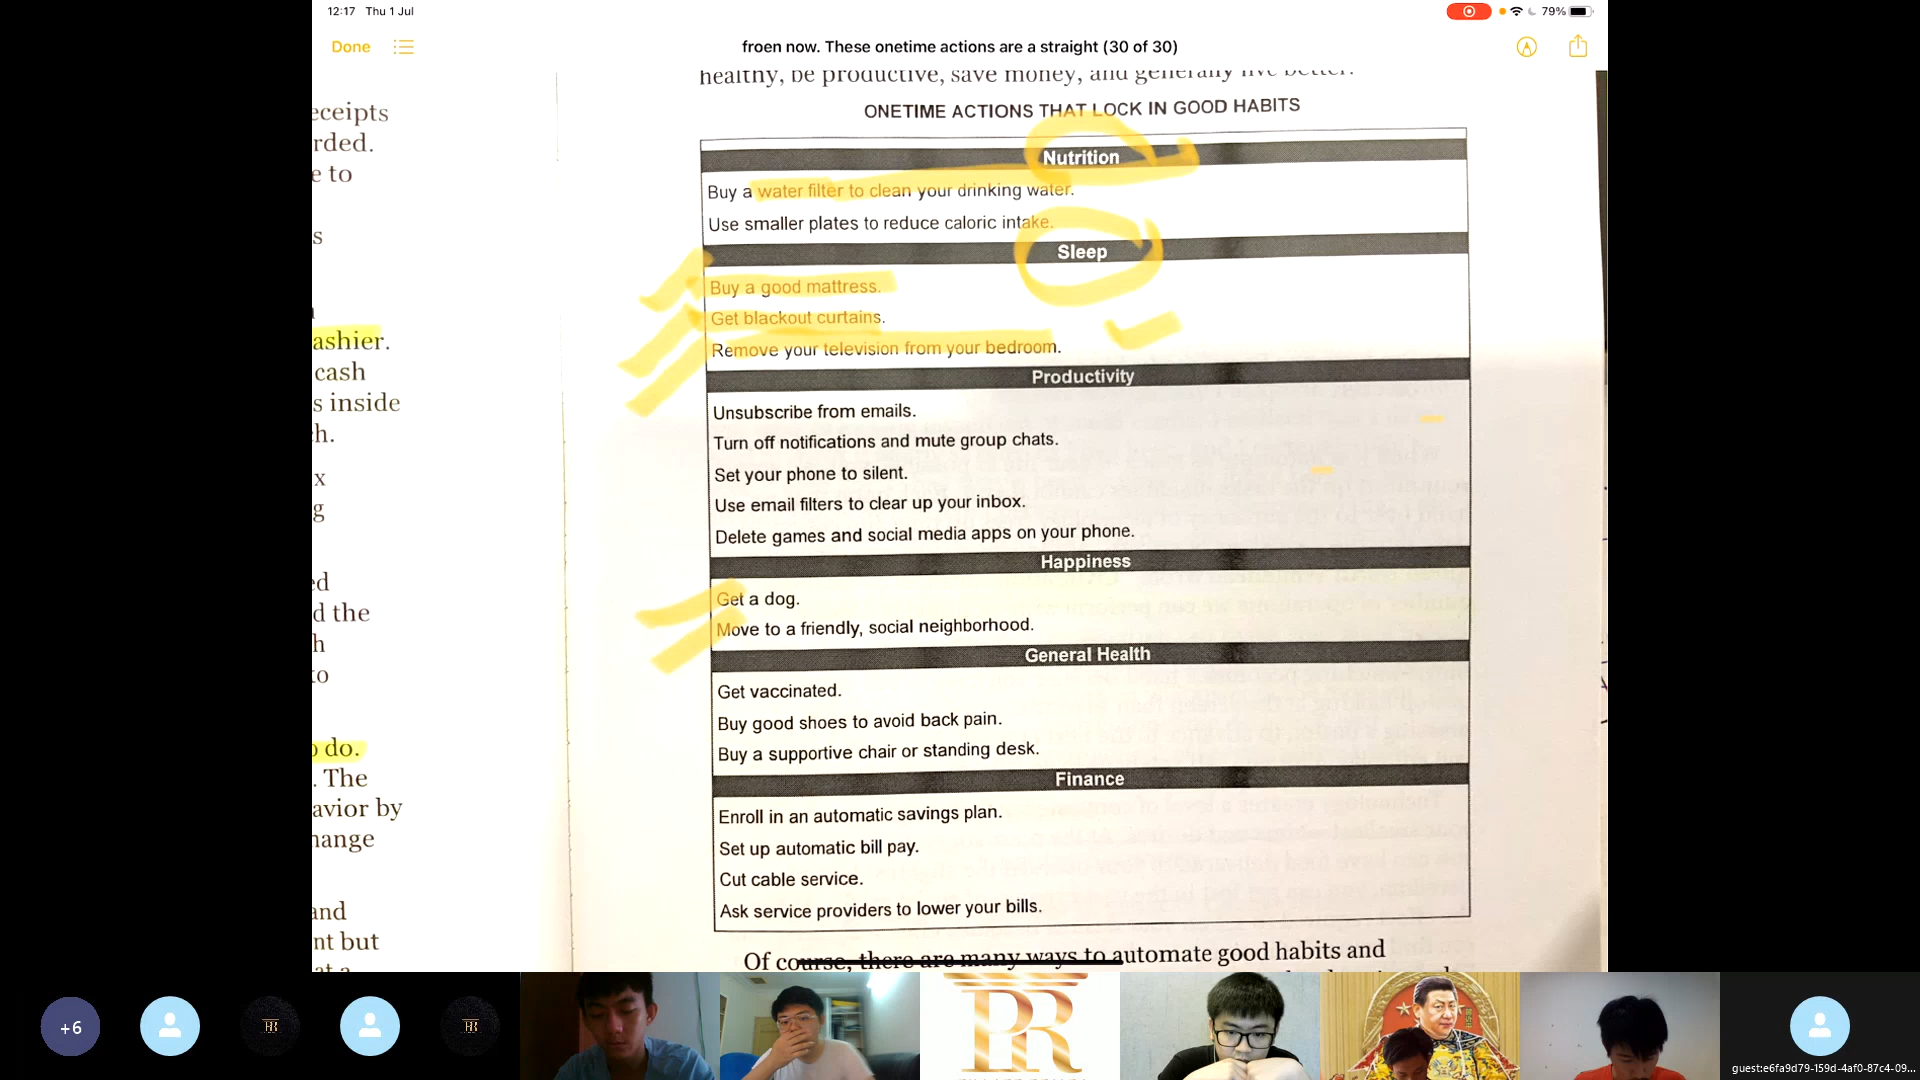 12:17 Thu 1 Jul
79%
Done
froen now. These onetime actions are a straight (30 of 30)
healthy, be productive, save money, and generally live better.
ONETIME ACTIONS THAT LOCK IN GOOD HABITS
Nutrition
Buy a water filter to clean your drinking water.
Use smaller plates to reduce caloric intake.
Sleep
Buy a good mattress.
Get blackout curtains.
Remove your television from your bedroom.
Productivity
Unsubscribe from emails.
Turn off notifications and mute group chats.
Set your phone to silent.
Use email filters to clear up your inbox.
Delete games and social media apps on your phone.
Happiness
Get a dog.
Move to a friendly, social neighborhood.
General Health
Get vaccinated.
Buy good shoes to avoid back pain.
Buy a supportive chair or standing desk.
Finance
Enroll in an automatic savings plan.
Set up automatic bill pay.
Cut cable service.
Ask service providers to lower your bills.
Of course, there are many ways to automate good habits and
eceipts
rded.
e to
s
ashier.
cash
s inside
h.
x
g
ed
d the
h
to
o do.
. The
avior by
hange
and
nt but
at a
+6
PR
guest:e6fa9d79-159d-4af0-87c4-09...